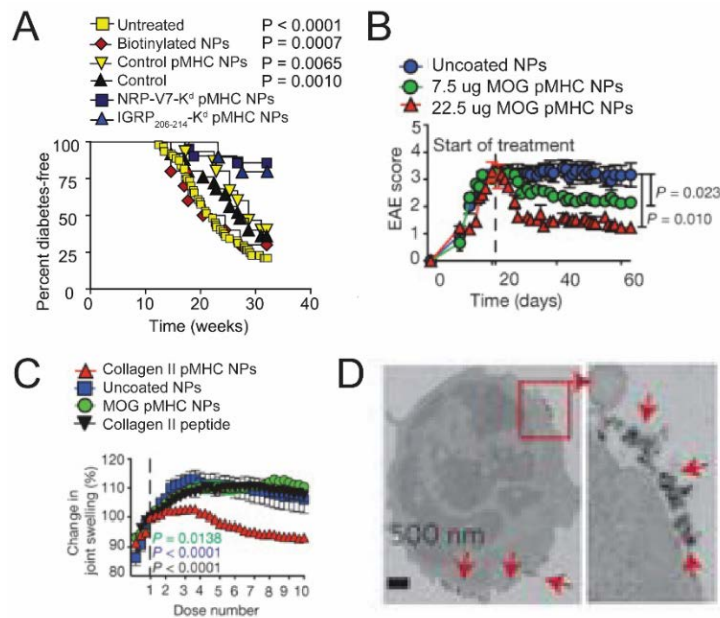 A
Untreated P < 0.0001
Biotinylated NPs P = 0.0007
Control pMHC NPs P = 0.0065
Control P = 0.0010
NRP-V7-Kᵈ pMHC NPs
IGRP₂₀₆₋₂₁₄-Kᵈ pMHC NPs
Percent diabetes-free
100
75
50
25
0
0 10 20 30 40
Time (weeks)
B
Uncoated NPs
7.5 ug MOG pMHC NPs
22.5 ug MOG pMHC NPs
Start of treatment
EAE score
5
4
3
2
1
0
P = 0.023
P = 0.010
0 20 40 60
Time (days)
C
Collagen II pMHC NPs
Uncoated NPs
MOG pMHC NPs
Collagen II peptide
Change in
joint swelling (%)
120
110
100
90
80
P = 0.0138
P < 0.0001
P < 0.0001
1 2 3 4 5 6 7 8 9 10
Dose number
D
500 nm